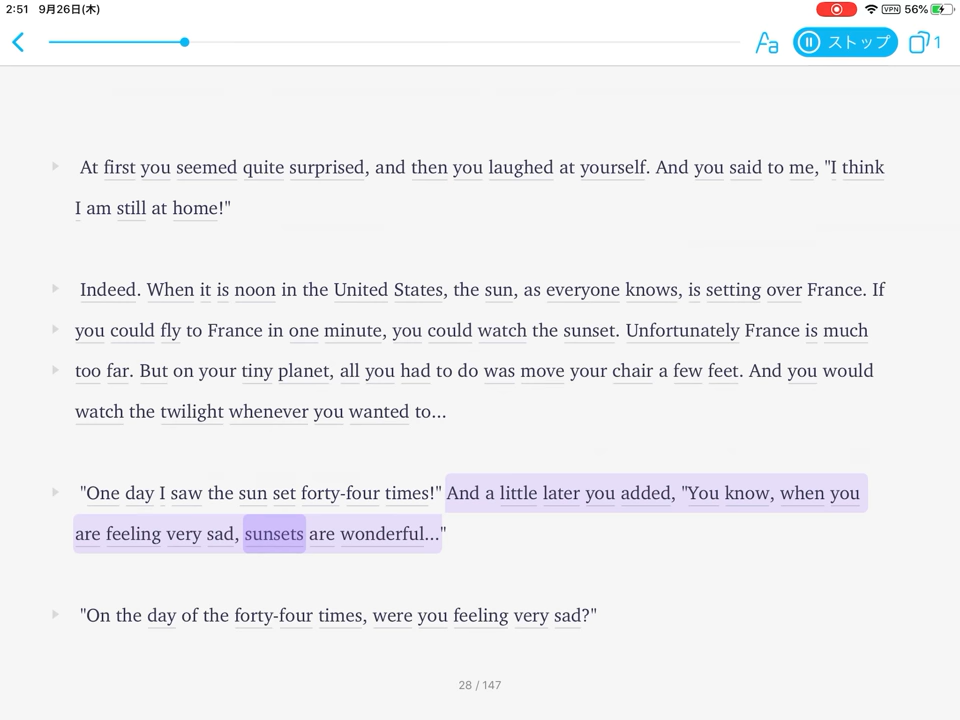 2:51 9月26日(木) VPN 56%
ストップ 1
At first you seemed quite surprised, and then you laughed at yourself. And you said to me, "I think
I am still at home!"
Indeed. When it is noon in the United States, the sun, as everyone knows, is setting over France. If
you could fly to France in one minute, you could watch the sunset. Unfortunately France is much
too far. But on your tiny planet, all you had to do was move your chair a few feet. And you would
watch the twilight whenever you wanted to...
"One day I saw the sun set forty-four times!" And a little later you added, "You know, when you
are feeling very sad, sunsets are wonderful..."
"On the day of the forty-four times, were you feeling very sad?"
28 / 147